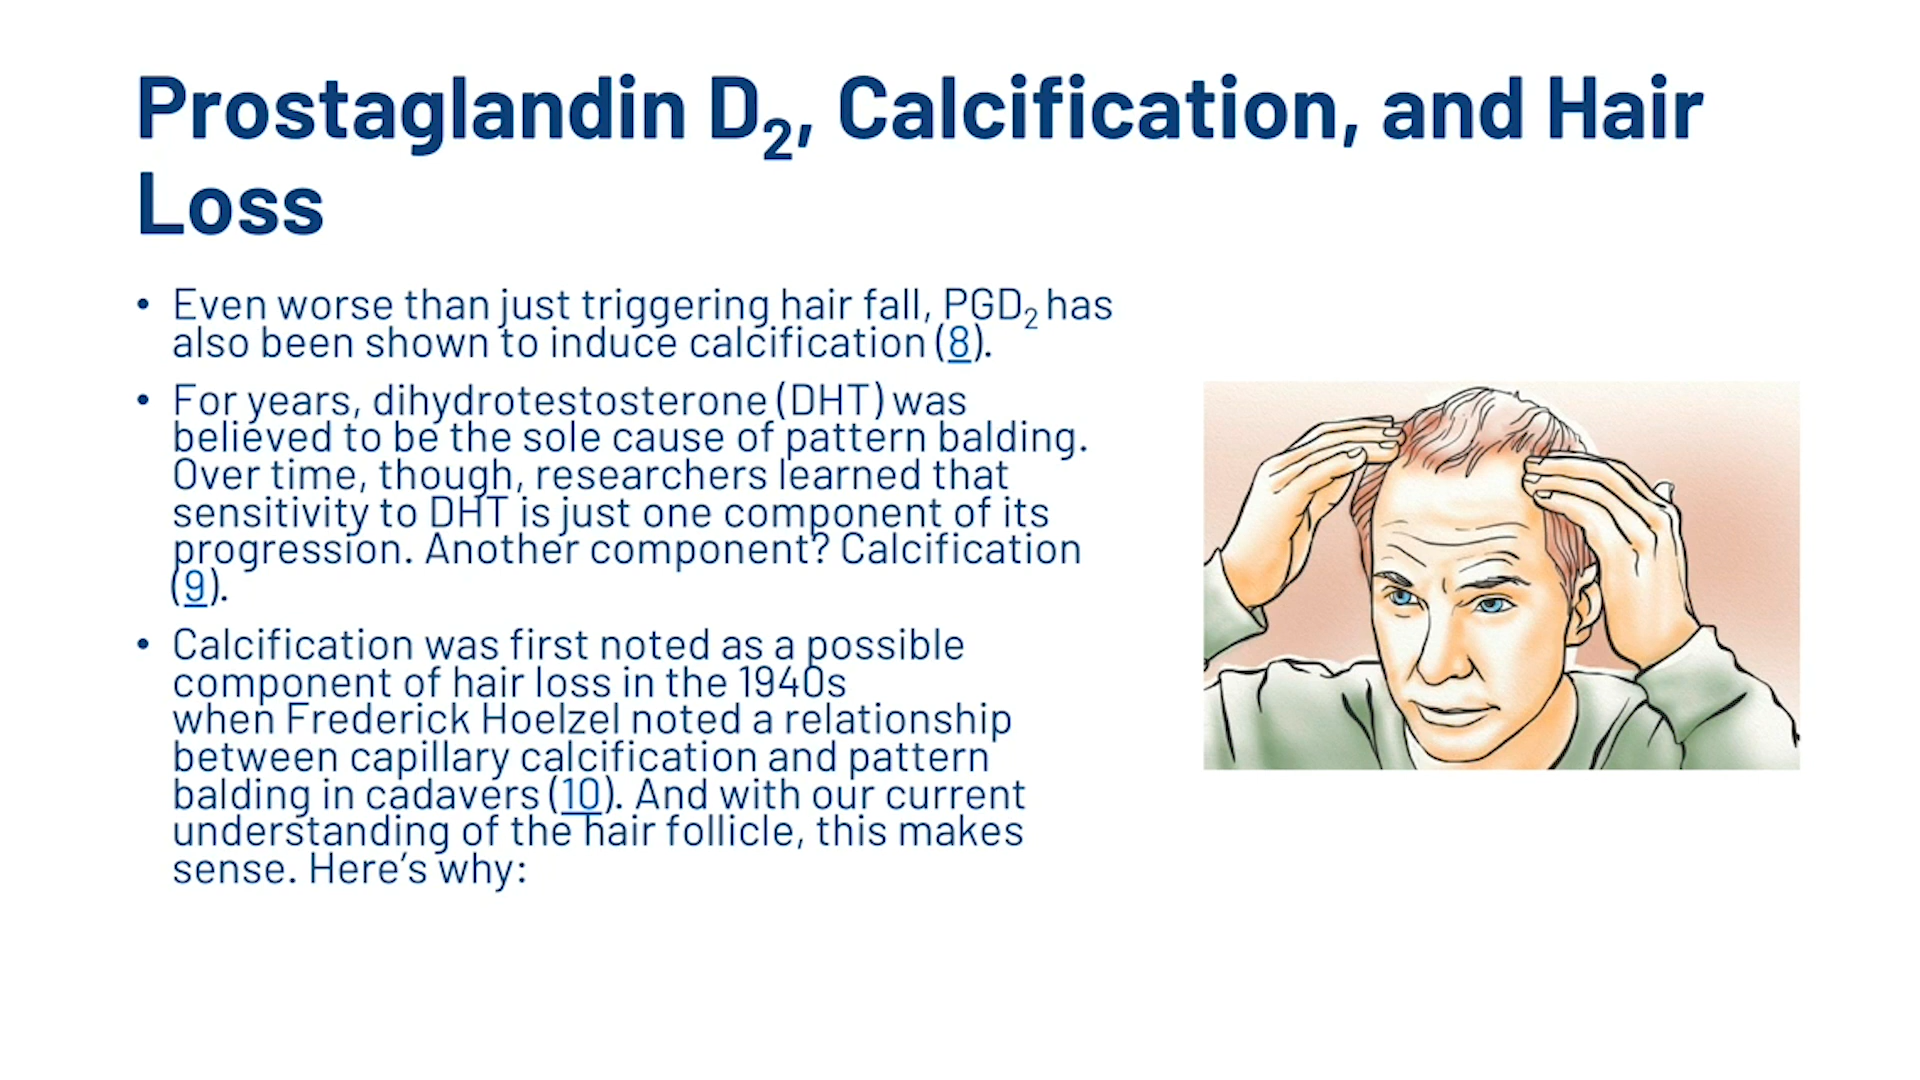 Prostaglandin D₂, Calcification, and Hair
Loss
• Even worse than just triggering hair fall, PGD₂ has
also been shown to induce calcification (8).
• For years, dihydrotestosterone (DHT) was
believed to be the sole cause of pattern balding.
Over time, though, researchers learned that
sensitivity to DHT is just one component of its
progression. Another component? Calcification
(9).
• Calcification was first noted as a possible
component of hair loss in the 1940s
when Frederick Hoelzel noted a relationship
between capillary calcification and pattern
balding in cadavers (10). And with our current
understanding of the hair follicle, this makes
sense. Here’s why: